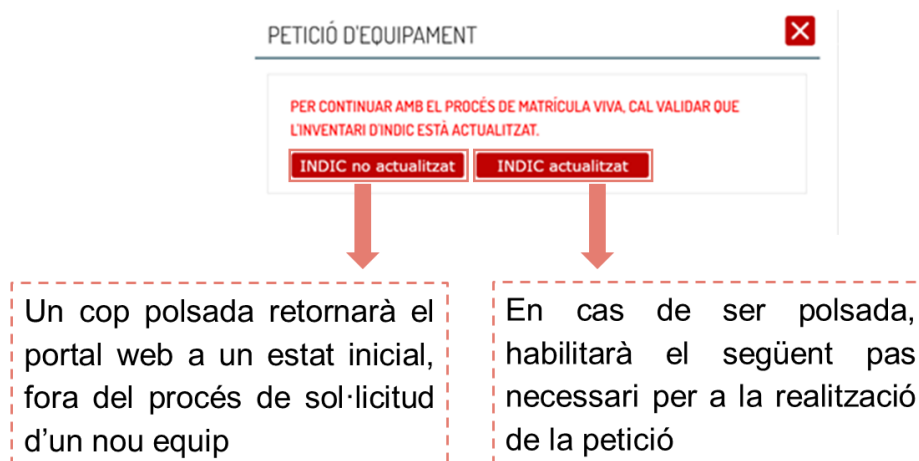 PETICIÓ D'EQUIPAMENT
PER CONTINUAR AMB EL PROCÉS DE MATRÍCULA VIVA, CAL VALIDAR QUE
L'INVENTARI D'INDIC ESTÀ ACTUALITZAT.
INDIC no actualitzat
INDIC actualitzat
Un cop polsada retornarà el
portal web a un estat inicial,
fora del procés de sol·licitud
d’un nou equip
En cas de ser polsada,
habilitarà el següent pas
necessari per a la realització
de la petició